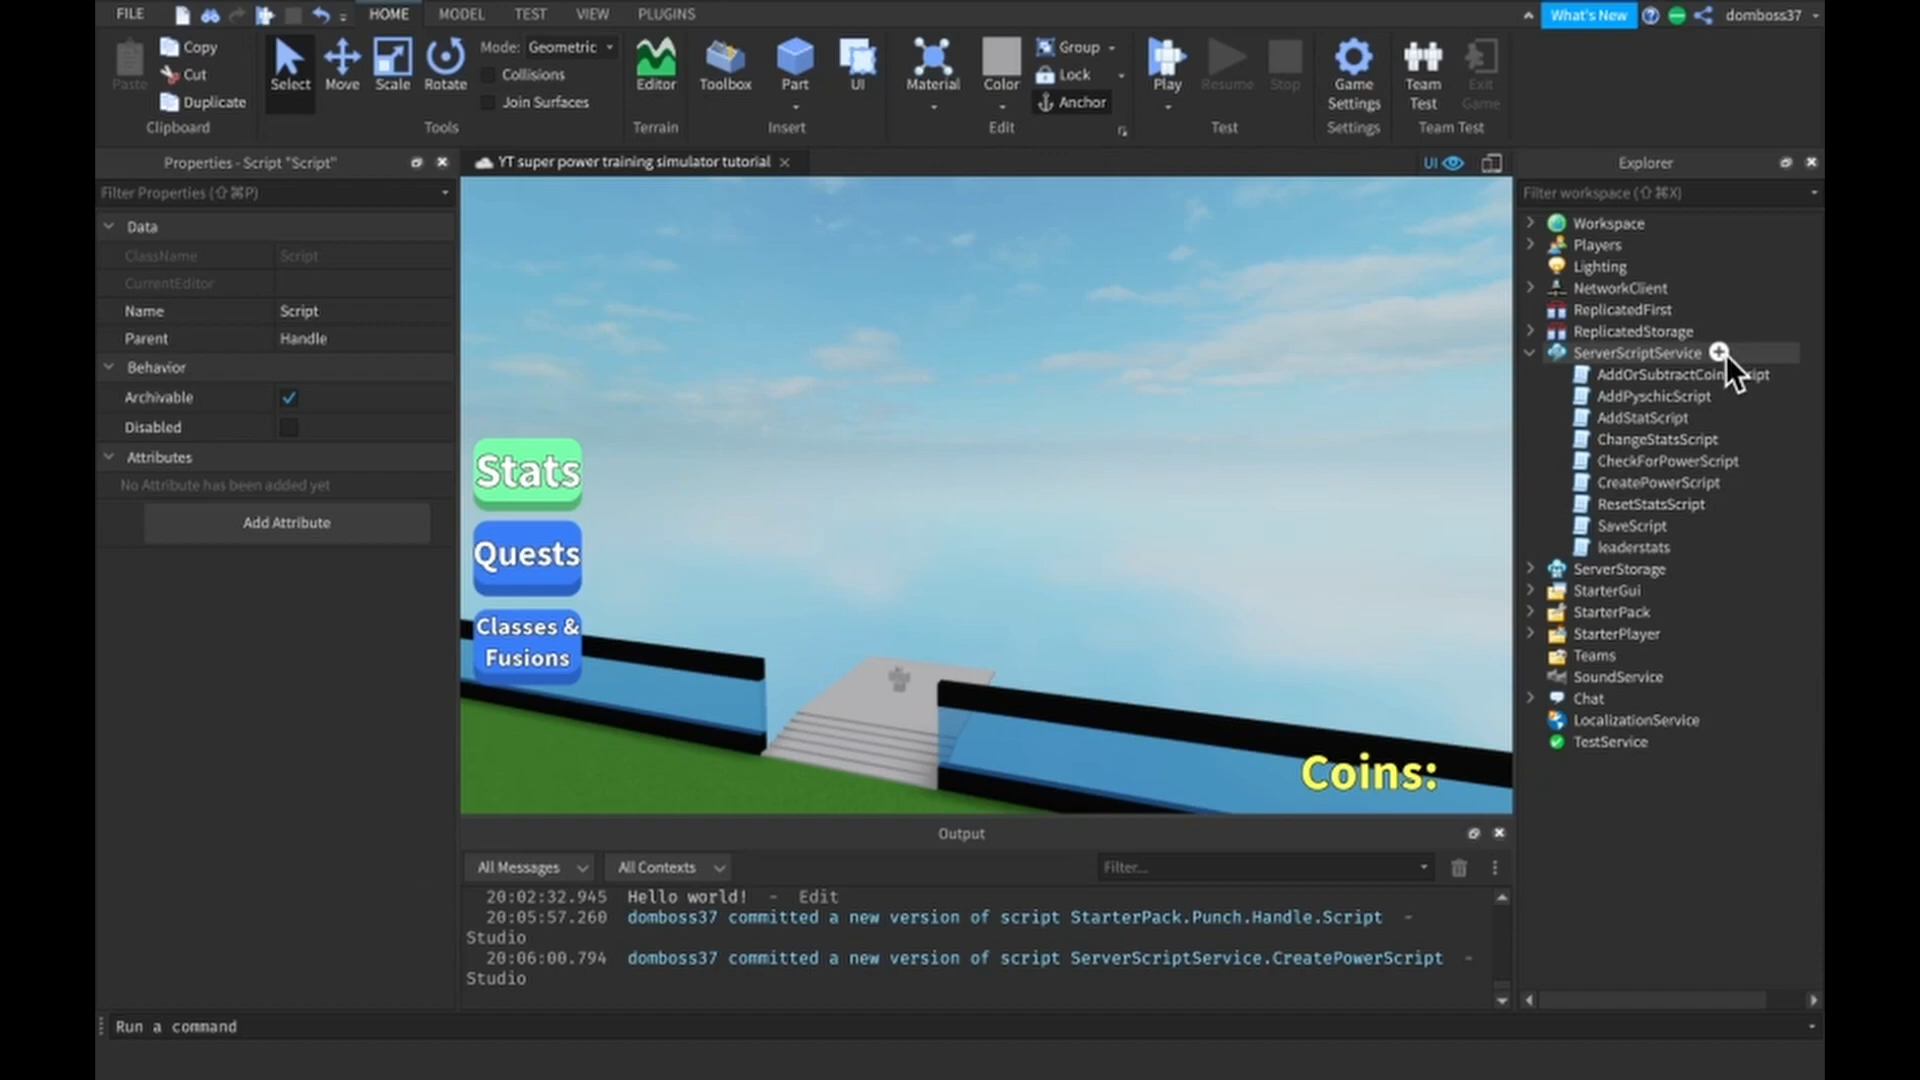 FILE
HOME
MODEL
TEST
VIEW
PLUGINS
What's New
domboss37
Paste
Copy
Cut
Duplicate
Clipboard
Select
Move
Scale
Rotate
Mode: Geometric
Collisions
Join Surfaces
Tools
Editor
Terrain
Toolbox
Part
UI
Insert
Material
Color
Group
Lock
Anchor
Edit
Play
Resume
Stop
Test
Game
Settings
Settings
Team
Test
Exit
Game
Team Test
Properties - Script "Script"
Filter Properties (⇧⌘P)
Data
ClassName Script
CurrentEditor
Name Script
Parent Handle
Behavior
Archivable
Disabled
Attributes
No Attribute has been added yet
Add Attribute
YT super power training simulator tutorial
UI
Stats
Quests
Classes &
Fusions
Coins:
Output
All Messages
All Contexts
Filter...
20:02:32.945 Hello world! - Edit
20:05:57.260 domboss37 committed a new version of script StarterPack.Punch.Handle.Script -
Studio
20:06:00.794 domboss37 committed a new version of script ServerScriptService.CreatePowerScript -
Studio
Run a command
Explorer
Filter workspace (⇧⌘X)
Workspace
Players
Lighting
NetworkClient
ReplicatedFirst
ReplicatedStorage
ServerScriptService
AddPyschicScript
AddStatScript
ChangeStatsScript
CheckForPowerScript
CreatePowerScript
ResetStatsScript
SaveScript
leaderstats
ServerStorage
StarterGui
StarterPack
StarterPlayer
Teams
SoundService
Chat
LocalizationService
TestService